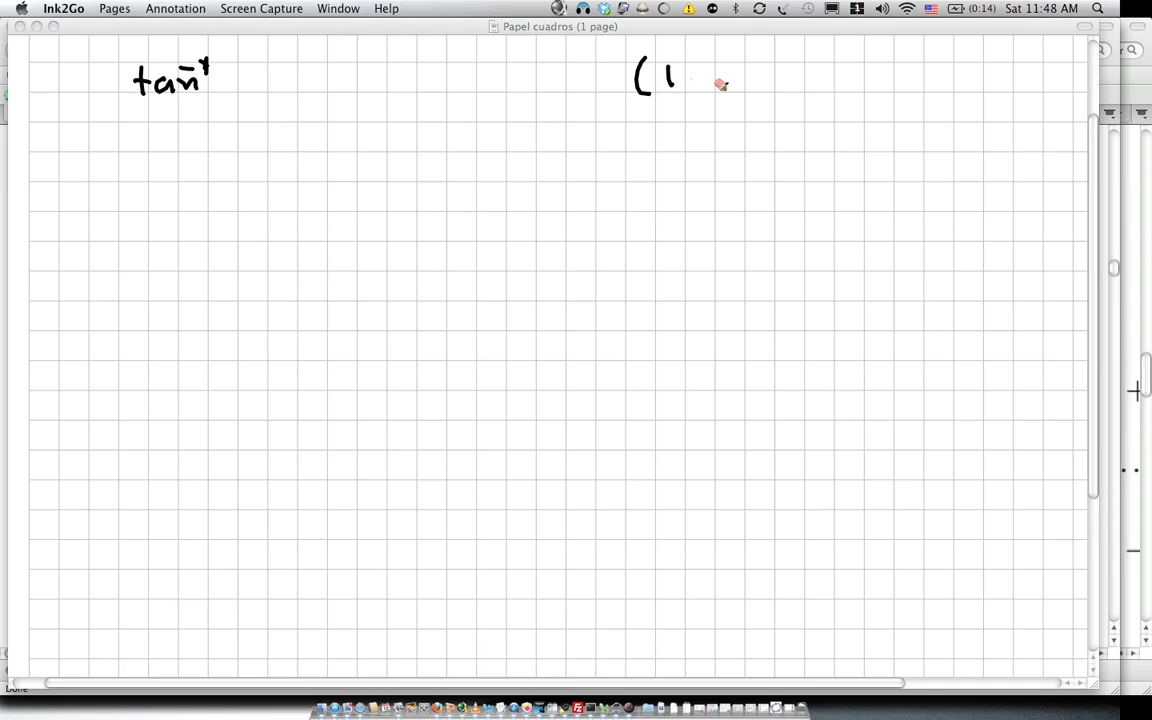 Ink2Go Pages Annotation Screen Capture Window Help (0:14) Sat 11:48 AM
Papel cuadros (1 page)
tan⁻¹ (1